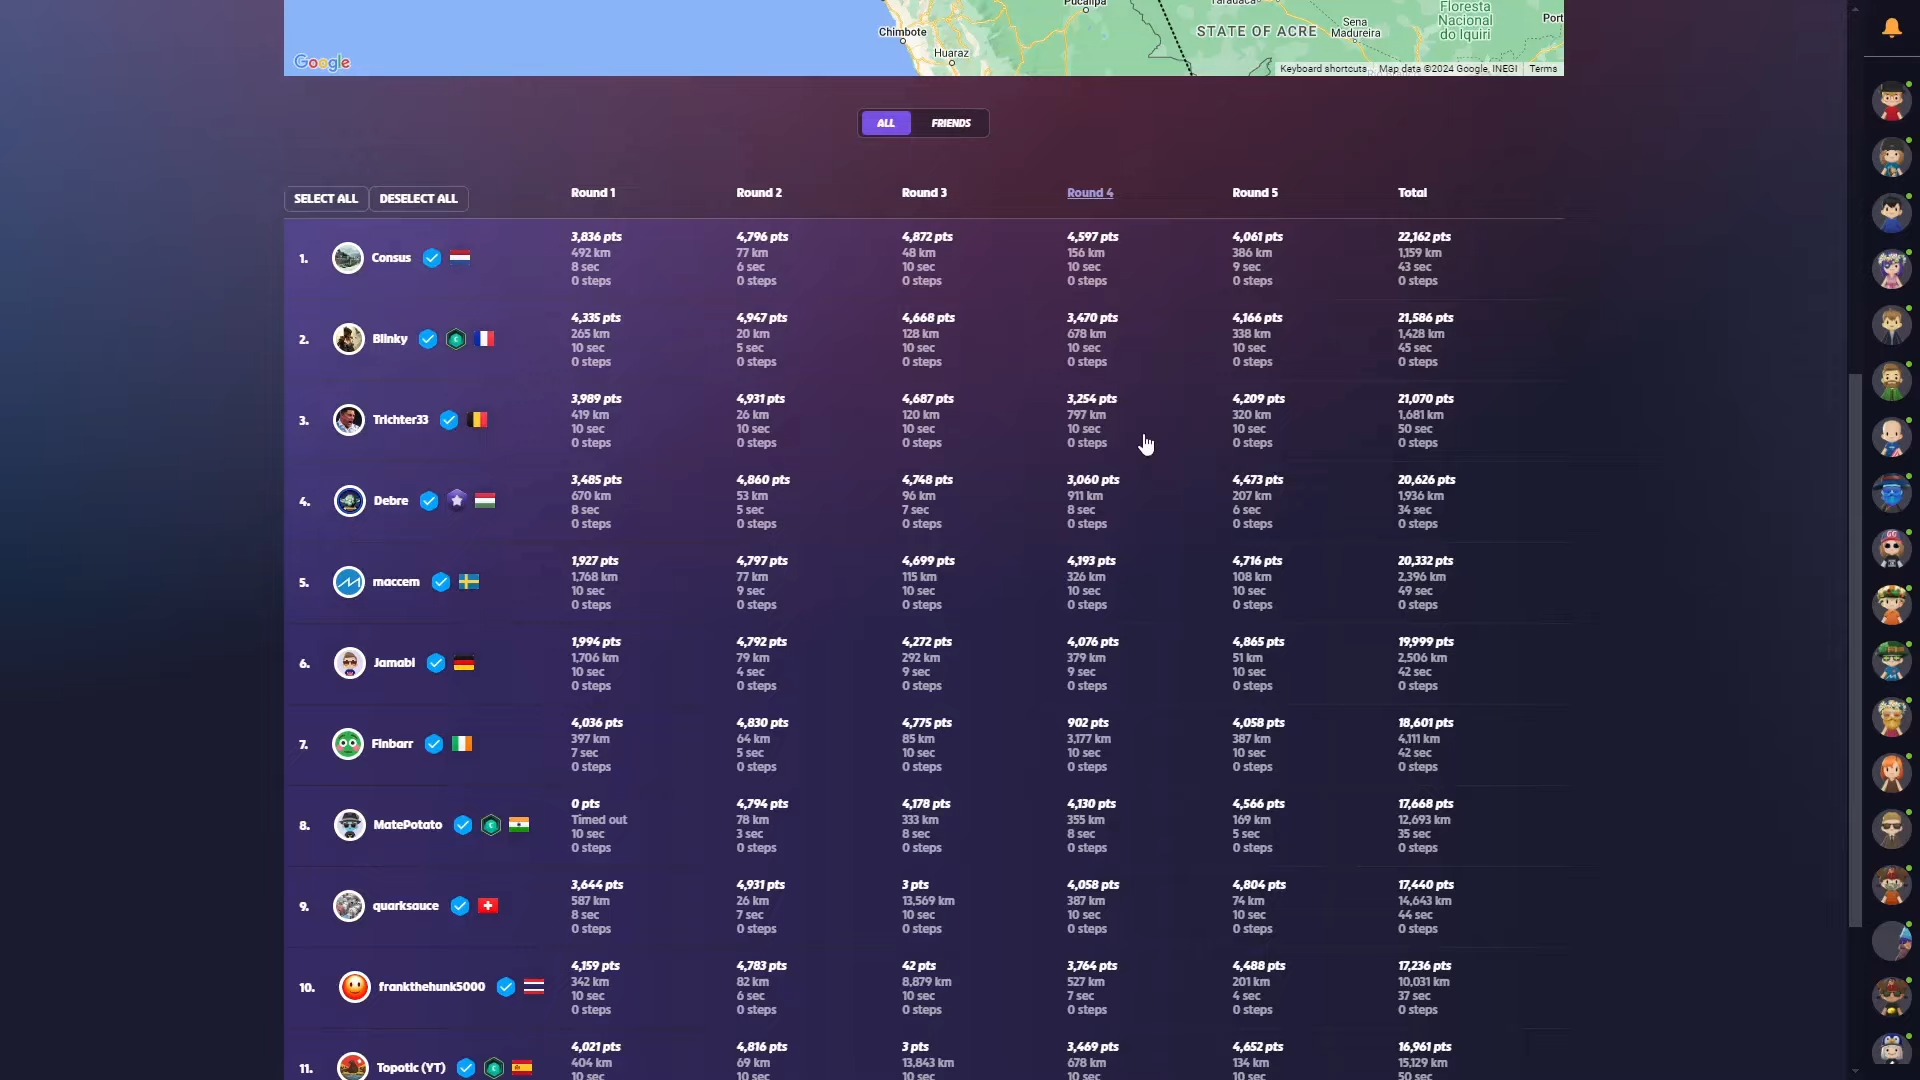 Pucallpa
Tarauacá
Floresta
Nacional
do Iquiri
Port
Chimbote
Huaraz
STATE OF ACRE
Sena
Madureira
Google
Keyboard shortcuts
Map data ©2024 Google, INEGI
Terms
ALL
FRIENDS
SELECT ALL
DESELECT ALL
Round 1
Round 2
Round 3
Round 4
Round 5
Total
1. Consus
3,836 pts 4,796 pts 4,872 pts 4,597 pts 4,061 pts 22,162 pts
492 km 77 km 48 km 156 km 386 km 1,159 km
8 sec 6 sec 10 sec 10 sec 9 sec 43 sec
0 steps 0 steps 0 steps 0 steps 0 steps 0 steps
2. Blinky
4,335 pts 4,947 pts 4,668 pts 3,470 pts 4,166 pts 21,586 pts
265 km 20 km 128 km 678 km 338 km 1,428 km
10 sec 5 sec 10 sec 10 sec 10 sec 45 sec
0 steps 0 steps 0 steps 0 steps 0 steps 0 steps
3. Trichter33
3,989 pts 4,931 pts 4,687 pts 3,254 pts 4,209 pts 21,070 pts
419 km 26 km 120 km 797 km 320 km 1,681 km
10 sec 10 sec 10 sec 10 sec 10 sec 50 sec
0 steps 0 steps 0 steps 0 steps 0 steps 0 steps
4. Debre
3,485 pts 4,860 pts 4,748 pts 3,060 pts 4,473 pts 20,626 pts
670 km 53 km 96 km 911 km 207 km 1,936 km
8 sec 5 sec 7 sec 8 sec 6 sec 34 sec
0 steps 0 steps 0 steps 0 steps 0 steps 0 steps
5. maccem
1,927 pts 4,797 pts 4,699 pts 4,193 pts 4,716 pts 20,332 pts
1,768 km 77 km 115 km 326 km 108 km 2,396 km
10 sec 9 sec 10 sec 10 sec 10 sec 49 sec
0 steps 0 steps 0 steps 0 steps 0 steps 0 steps
6. Jamabi
1,994 pts 4,792 pts 4,272 pts 4,076 pts 4,865 pts 19,999 pts
1,706 km 79 km 292 km 379 km 51 km 2,506 km
10 sec 4 sec 9 sec 9 sec 10 sec 42 sec
0 steps 0 steps 0 steps 0 steps 0 steps 0 steps
7. Finbarr
4,036 pts 4,830 pts 4,775 pts 902 pts 4,058 pts 18,601 pts
397 km 64 km 85 km 3,177 km 387 km 4,111 km
7 sec 5 sec 10 sec 10 sec 10 sec 42 sec
0 steps 0 steps 0 steps 0 steps 0 steps 0 steps
8. MatePotato
0 pts 4,794 pts 4,178 pts 4,130 pts 4,566 pts 17,668 pts
Timed out 78 km 333 km 355 km 169 km 12,693 km
10 sec 3 sec 8 sec 8 sec 5 sec 35 sec
0 steps 0 steps 0 steps 0 steps 0 steps 0 steps
9. quarksauce
3,644 pts 4,931 pts 3 pts 4,058 pts 4,804 pts 17,440 pts
587 km 26 km 13,569 km 387 km 74 km 14,643 km
8 sec 7 sec 10 sec 10 sec 10 sec 44 sec
0 steps 0 steps 0 steps 0 steps 0 steps 0 steps
10. frankthehunk5000
4,159 pts 4,783 pts 42 pts 3,764 pts 4,488 pts 17,236 pts
342 km 82 km 8,879 km 527 km 201 km 10,031 km
10 sec 6 sec 10 sec 7 sec 4 sec 37 sec
0 steps 0 steps 0 steps 0 steps 0 steps 0 steps
11. Topotic (YT)
4,021 pts 4,816 pts 3 pts 3,469 pts 4,652 pts 16,961 pts
404 km 69 km 13,843 km 678 km 134 km 15,129 km
10 sec 10 sec 10 sec 10 sec 10 sec 50 sec